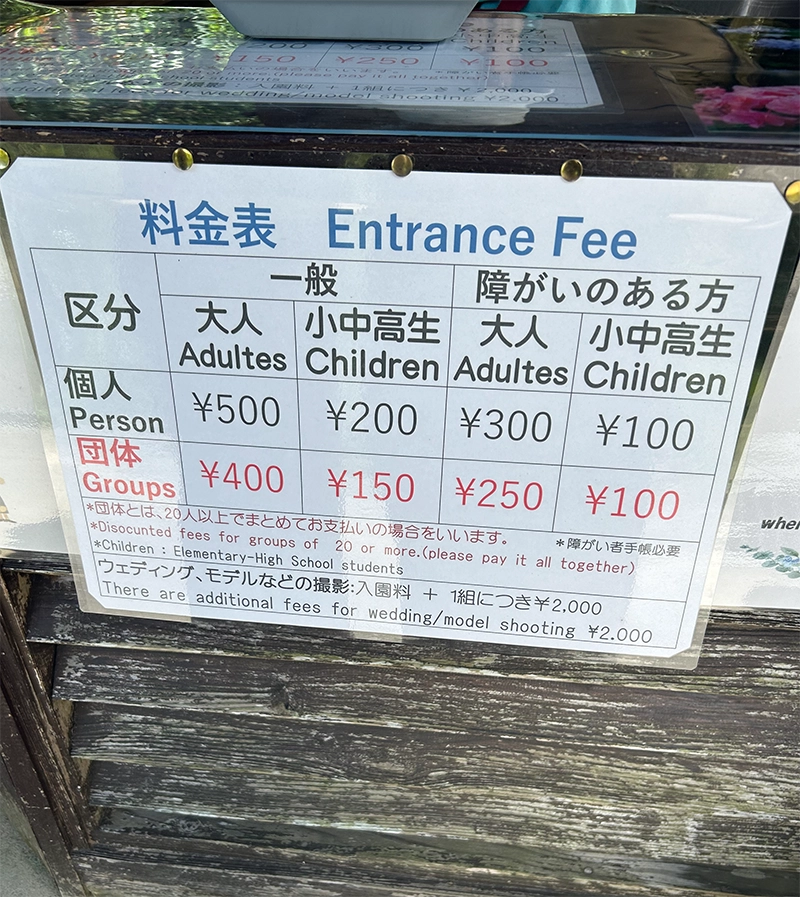 ¥150 ¥250 ¥100
¥2.000
料金表 Entrance Fee
区分 一般 障がいのある方
大人 小中高生 大人 小中高生
Adultes Children Adultes Children
個人
Person ¥500 ¥200 ¥300 ¥100
団体
Groups ¥400 ¥150 ¥250 ¥100
*団体とは、20人以上でまとめてお支払いの場合をいいます。 *障がい者手帳必要
*Disocunted fees for groups of 20 or more.(please pay it all together)
*Children : Elementary-High School students
ウェディング、モデルなどの撮影:入園料 + 1組につき¥2.000
There are additional fees for wedding/model shooting ¥2.000